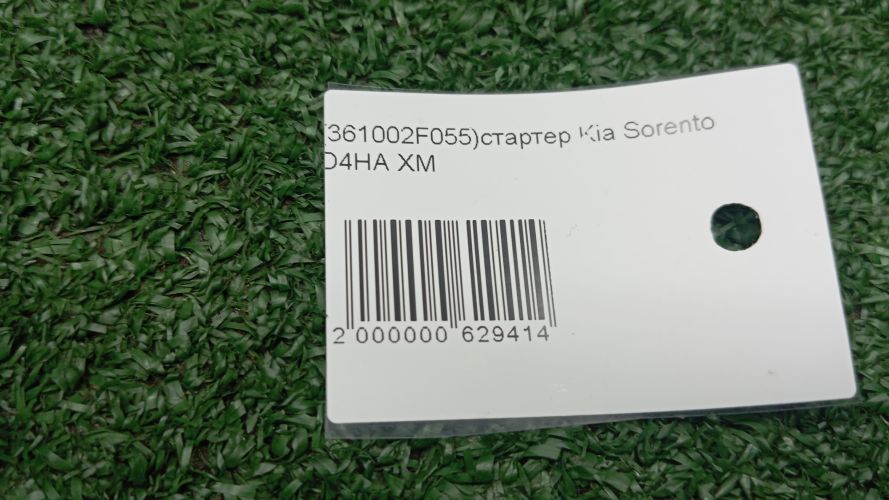 (361002F055)стартер Kia Sorento
D4HA XM
2 000000 629414